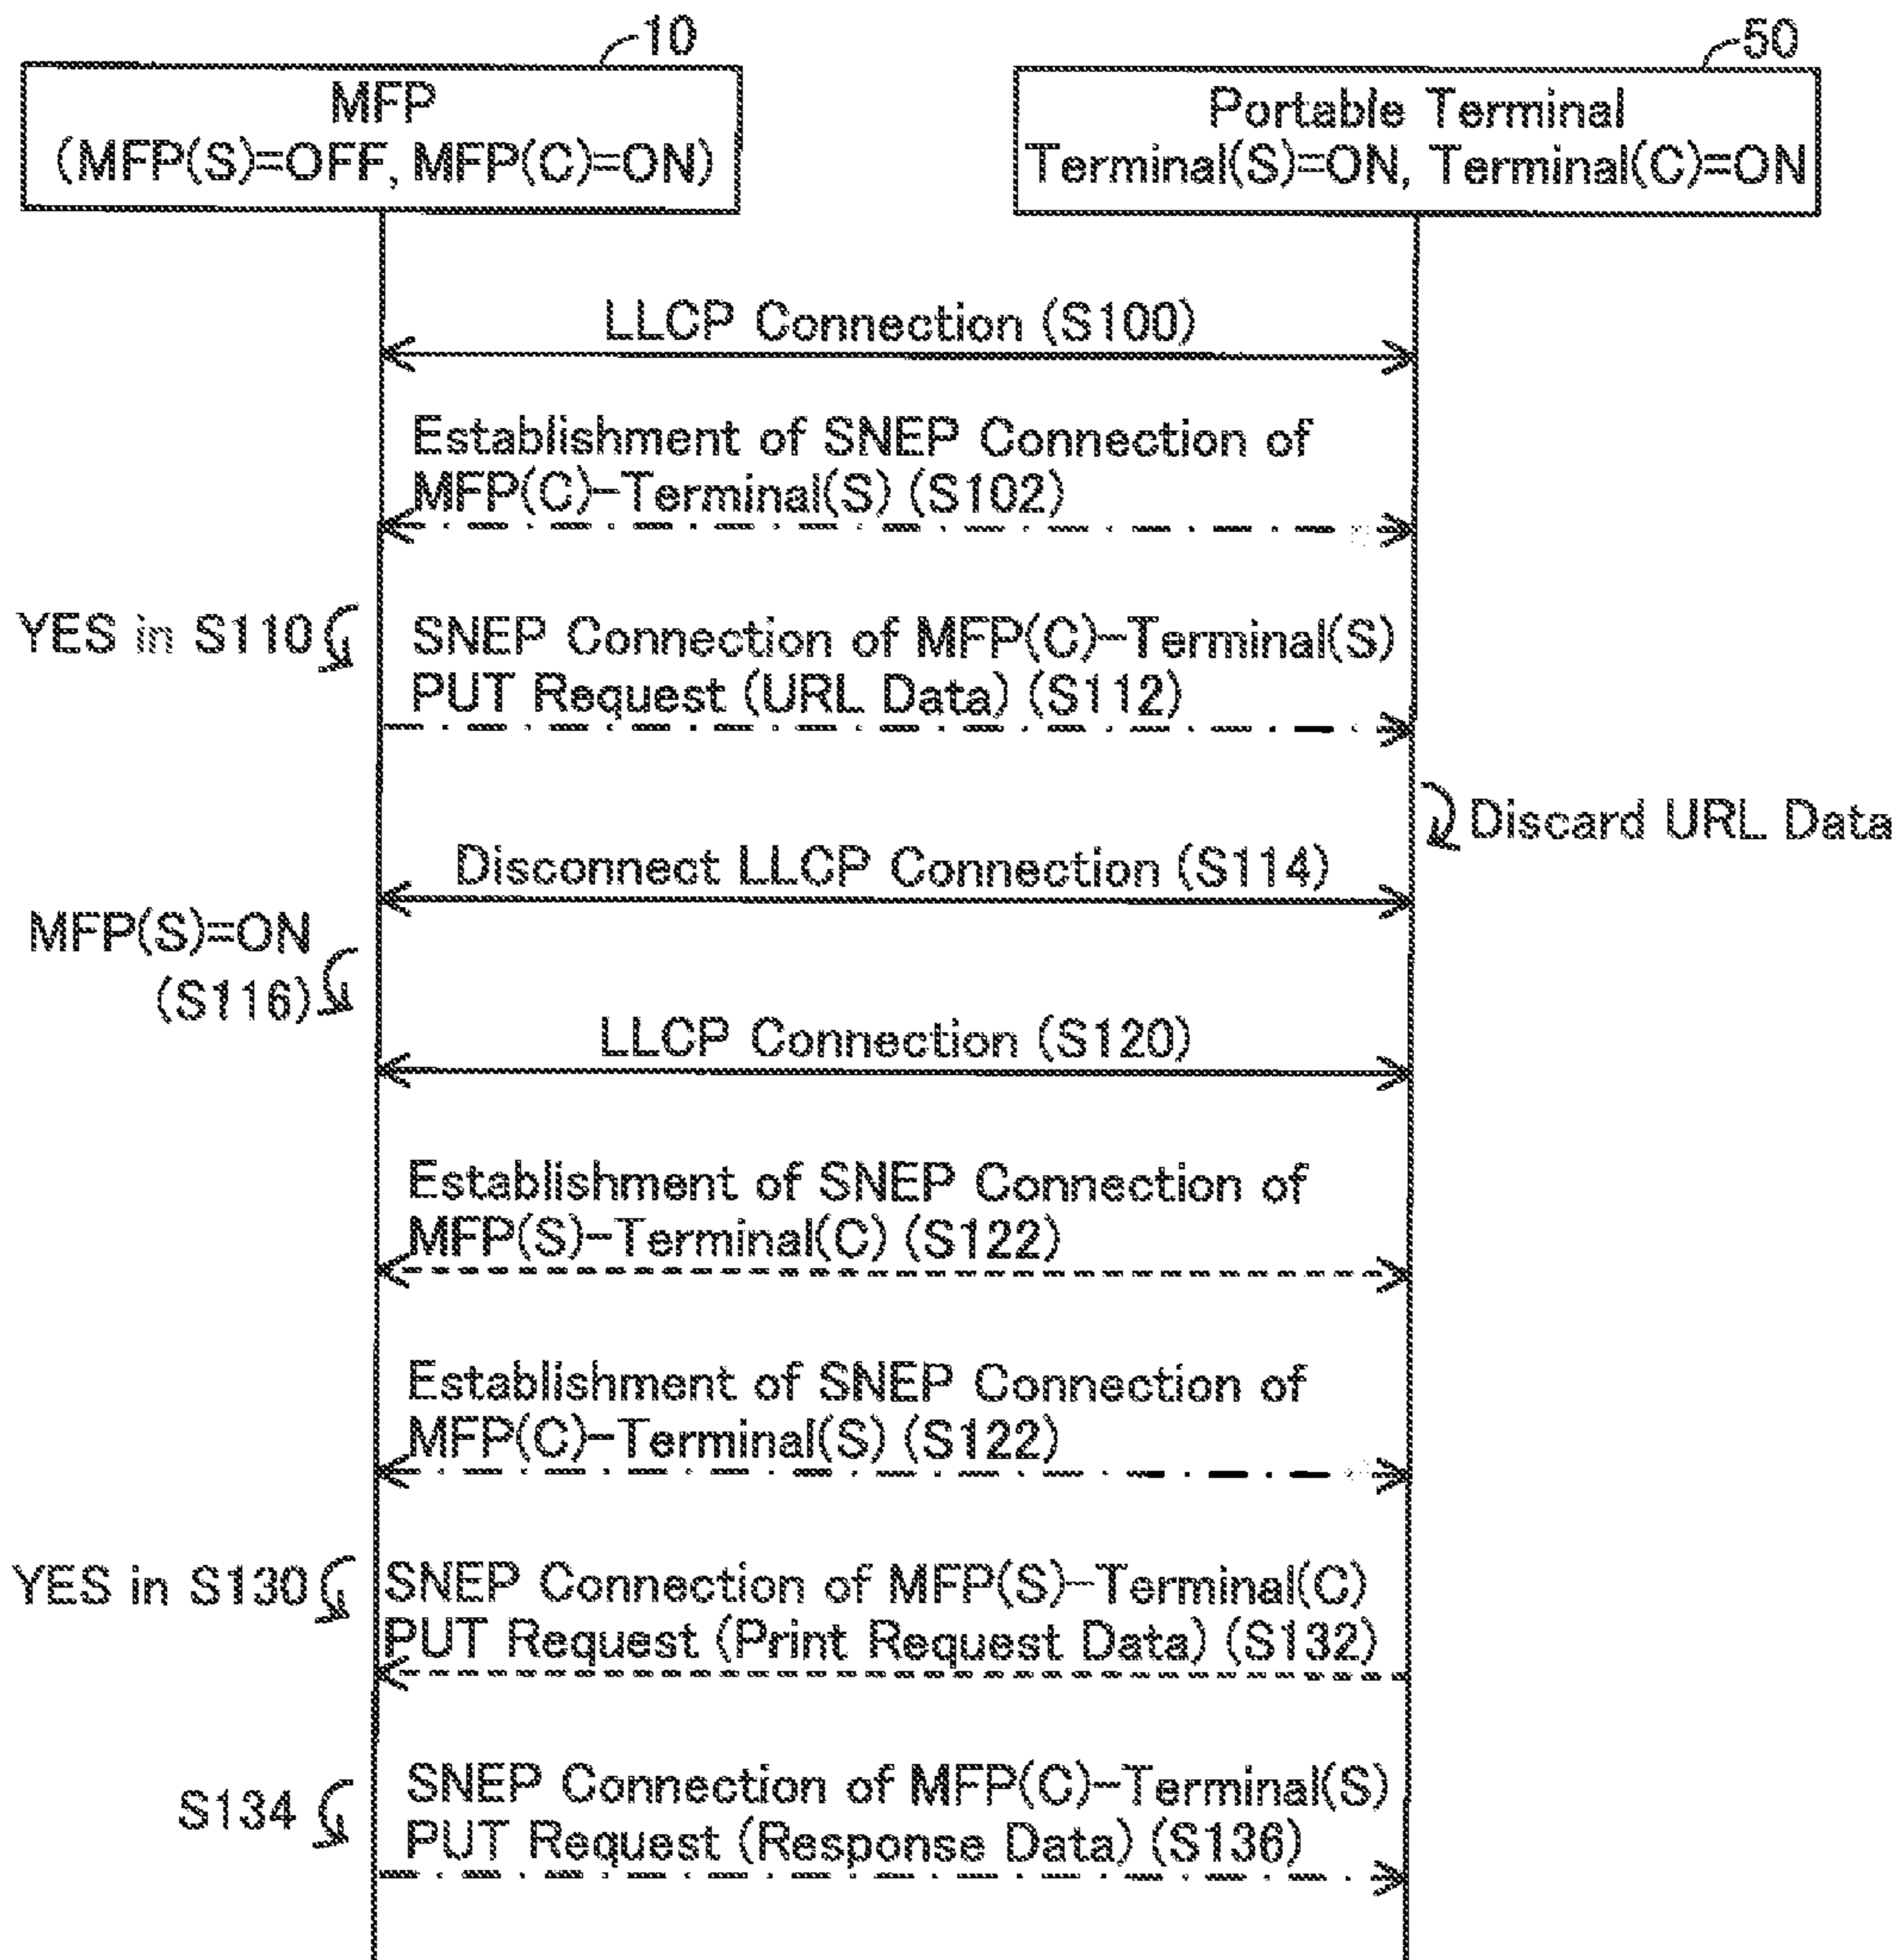 10
50
MFP
(MFP(S)=OFF, MFP(C)=ON)
Portable Terminal
Terminal(S)=ON, Terminal(C)=ON
LLCP Connection (S100)
Establishment of SNEP Connection of
MFP(C)-Terminal(S) (S102)
YES in S110
SNEP Connection of MFP(C)-Terminal(S)
PUT Request (URL Data) (S112)
Discard URL Data
Disconnect LLCP Connection (S114)
MFP(S)=ON
(S116)
LLCP Connection (S120)
Establishment of SNEP Connection of
MFP(S)-Terminal(C) (S122)
Establishment of SNEP Connection of
MFP(C)-Terminal(S) (S122)
YES in S130
SNEP Connection of MFP(S)-Terminal(C)
PUT Request (Print Request Data) (S132)
S134
SNEP Connection of MFP(C)-Terminal(S)
PUT Request (Response Data) (S136)